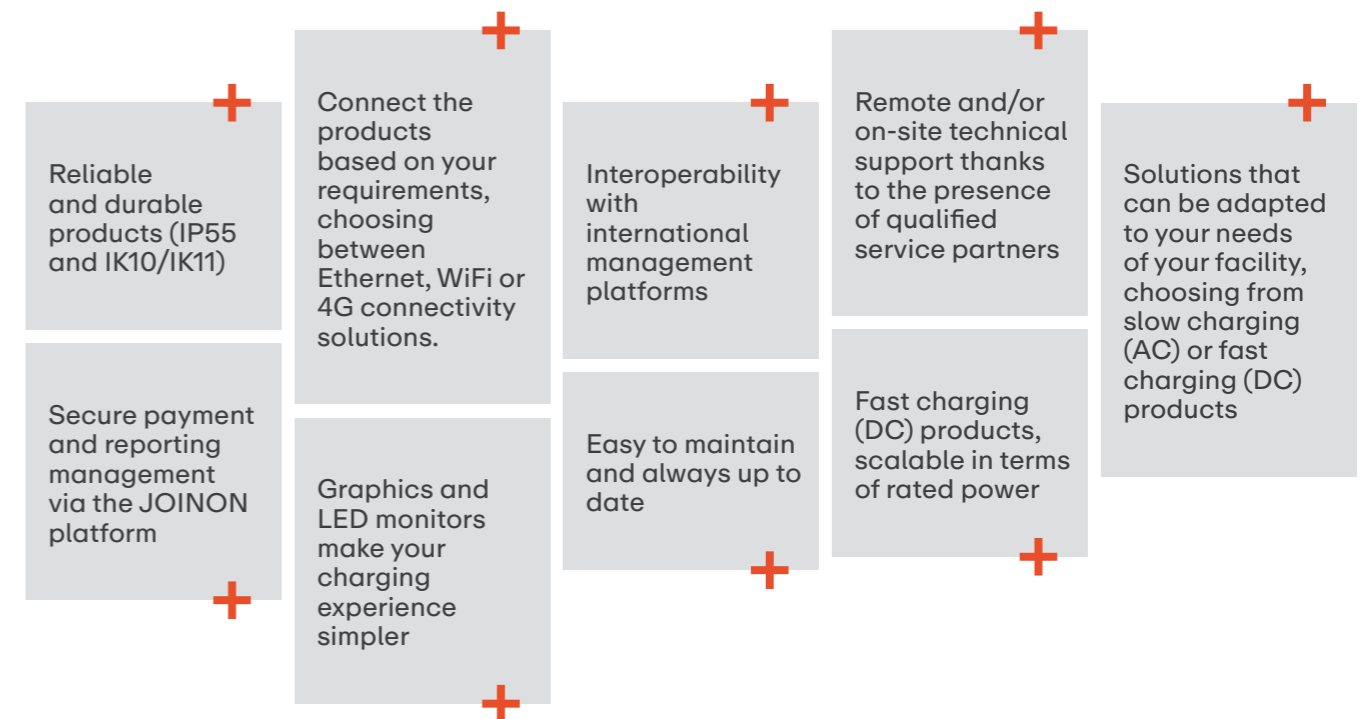 Reliable
and durable
products (IP55
and IK10/IK11)
Secure payment
and reporting
management
via the JOINON
platform
Connect the
products
based on your
requirements,
choosing
between
Ethernet, WiFi or
4G connectivity
solutions.
Graphics and
LED monitors
make your
charging
experience
simpler
Interoperability
with
international
management
platforms
Easy to maintain
and always up to
date
Remote and/or
on-site technical
support thanks
to the presence
of qualified
service partners
Fast charging
(DC) products,
scalable in terms
of rated power
Solutions that
can be adapted
to your needs
of your facility,
choosing from
slow charging
(AC) or fast
charging (DC)
products